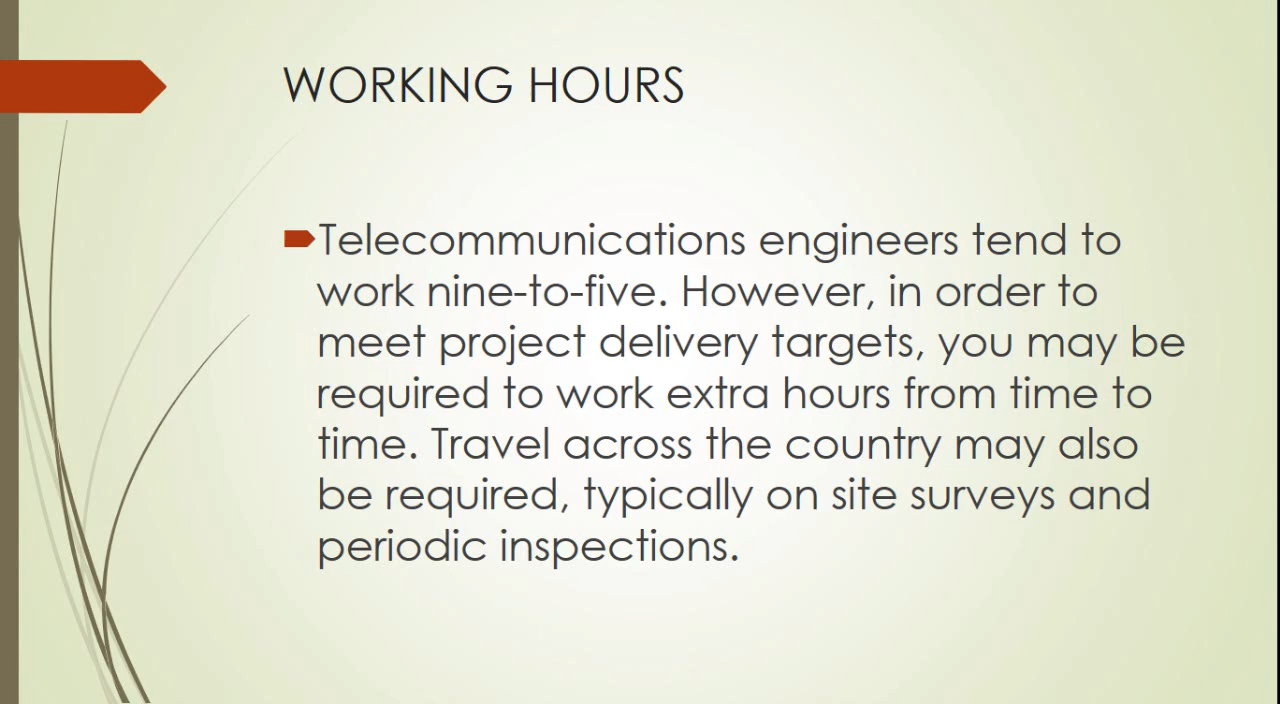 WORKING HOURS
Telecommunications engineers tend to
work nine-to-five. However, in order to
meet project delivery targets, you may be
required to work extra hours from time to
time. Travel across the country may also
be required, typically on site surveys and
periodic inspections.